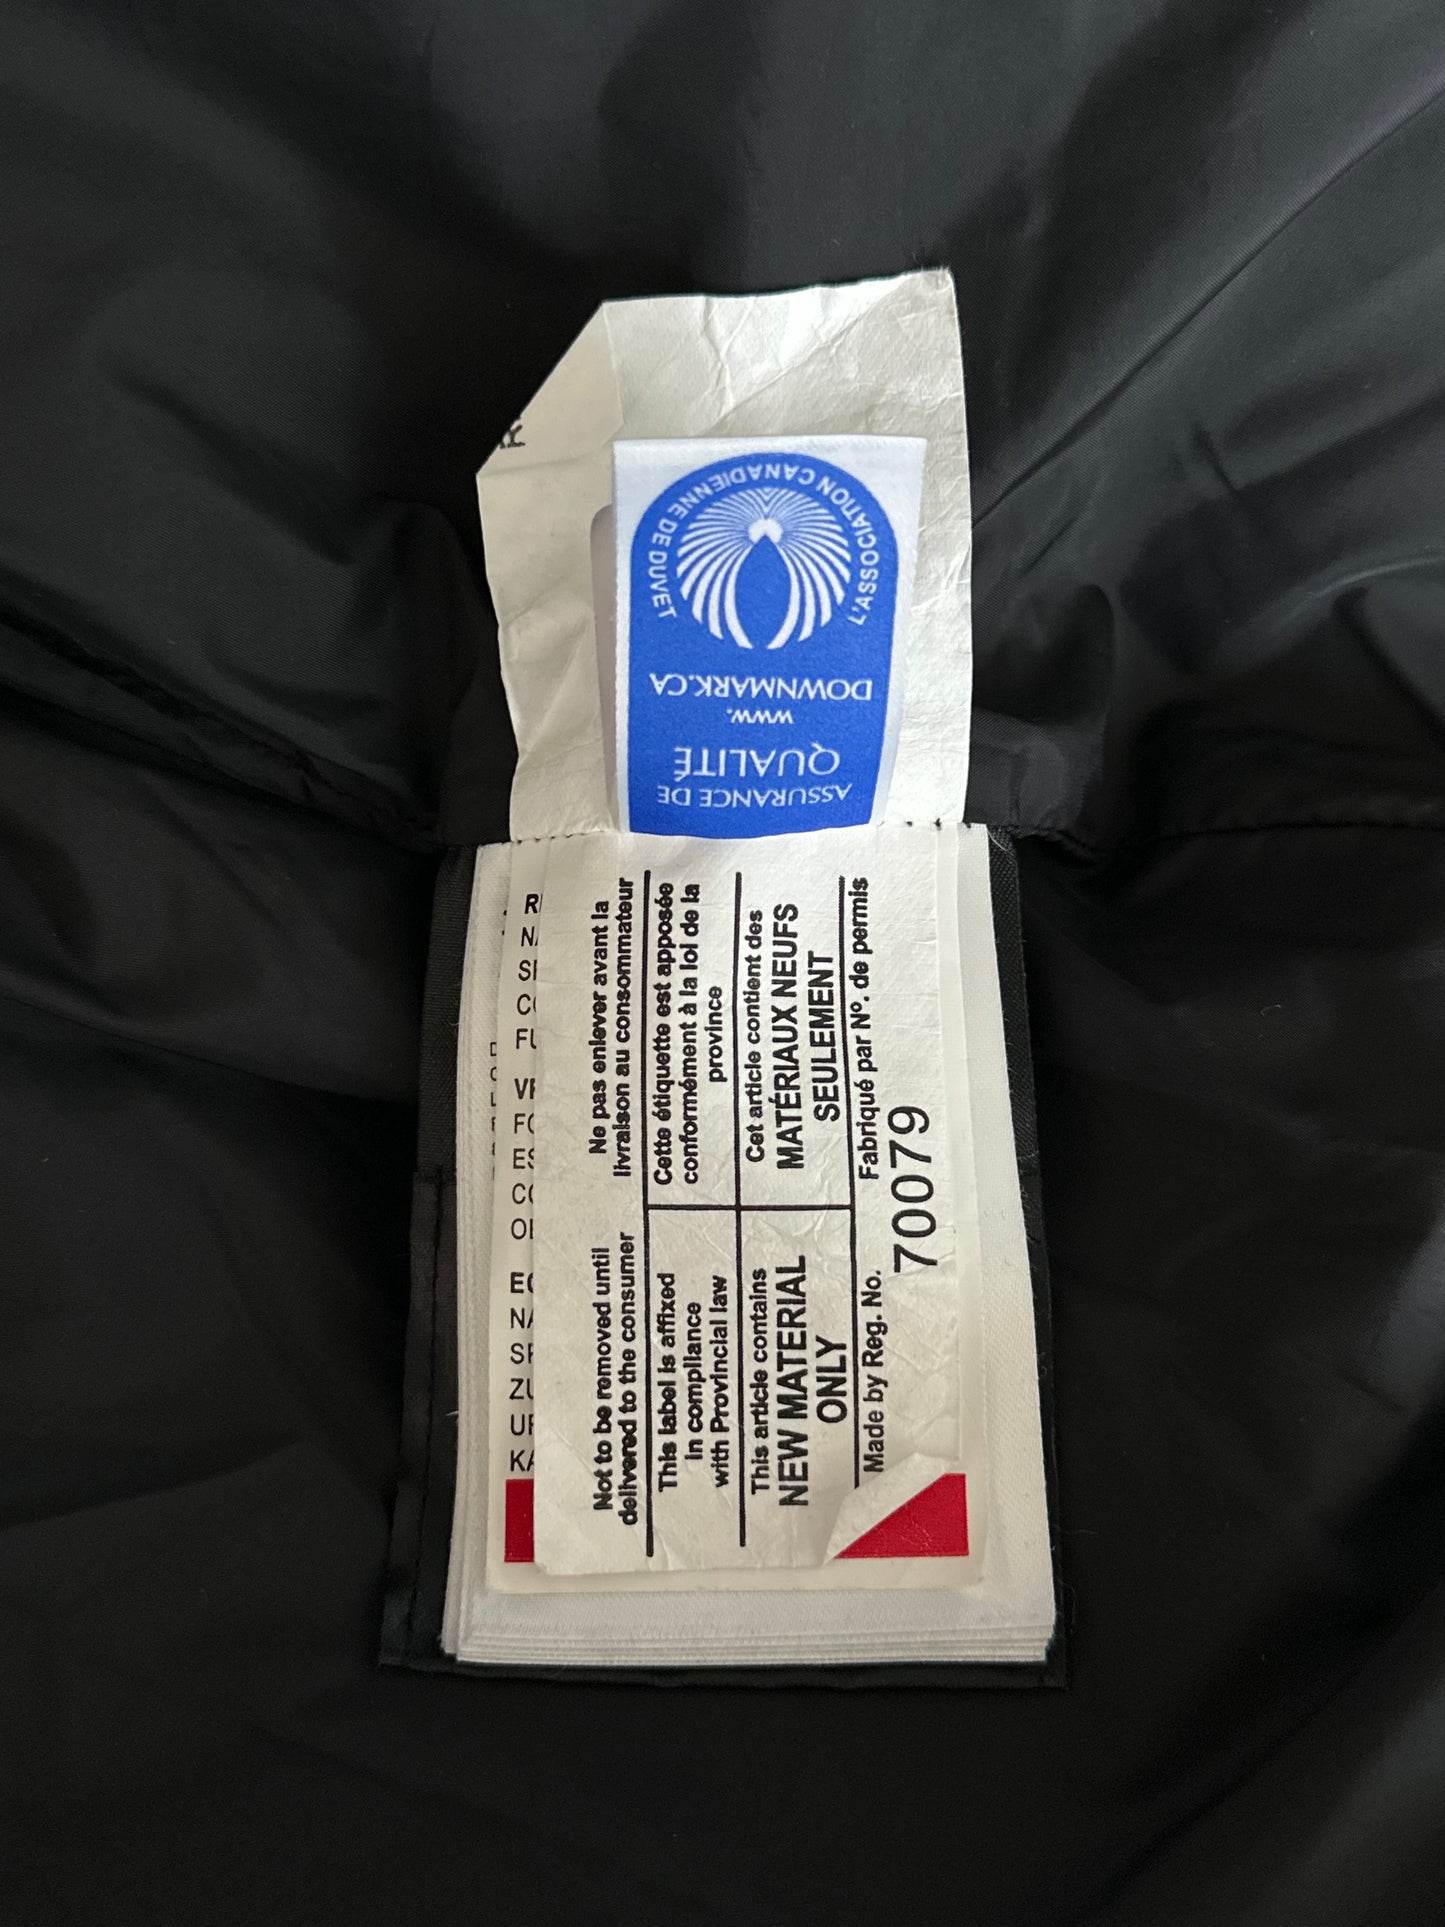 L'ASSOCIATION CANADIENNE DE DUVET
WWW.
DOWNMARK.CA
ASSURANCE DE
QUALITÉ
Not to be removed until
delivered to the consumer
Ne pas enlever avant la
livraison au consommateur
This label is affixed
in compliance
with Provincial law
Cette étiquette est apposée
conformément à la loi de la
province
This article contains
NEW MATERIAL
ONLY
Cet article contient des
MATÉRIAUX NEUFS
SEULEMENT
Made by Reg. No.
Fabriqué par Nº. de permis
70079